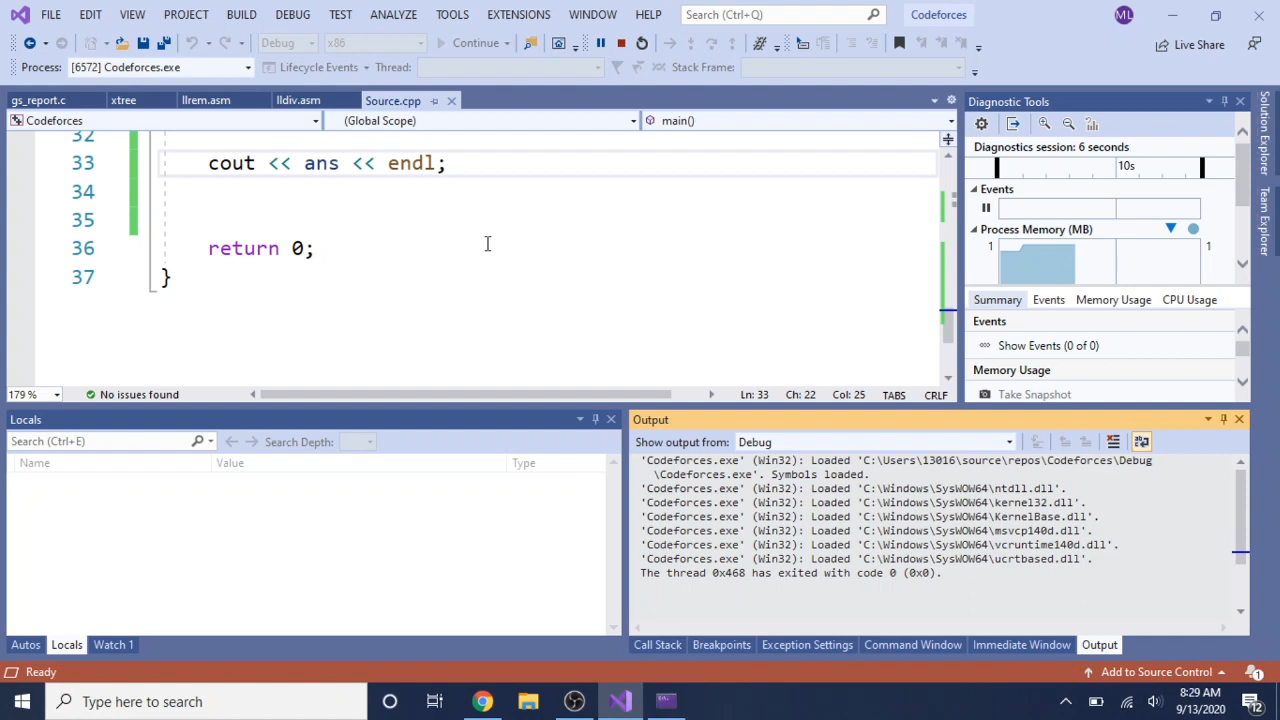 FILE EDIT VIEW PROJECT BUILD DEBUG TEST ANALYZE TOOLS EXTENSIONS WINDOW HELP Search (Ctrl+Q) Codeforces ML
Debug x86 Continue Live Share
Process: [6572] Codeforces.exe Lifecycle Events Thread: Stack Frame:
gs_report.c xtree llrem.asm lldiv.asm Source.cpp
Codeforces (Global Scope) main()
32
33 cout << ans << endl;
34
35
36 return 0;
37 }
179 % No issues found Ln: 33 Ch: 22 Col: 25 TABS CRLF
Diagnostic Tools
Diagnostics session: 6 seconds
10s
Events
Process Memory (MB)
1 1
Summary Events Memory Usage CPU Usage
Events
Show Events (0 of 0)
Memory Usage
Take Snapshot
Solution Explorer
Team Explorer
Locals
Search (Ctrl+E) Search Depth:
Name Value Type
Autos Locals Watch 1
Output
Show output from: Debug
'Codeforces.exe' (Win32): Loaded 'C:\Users\13016\source\repos\Codeforces\Debug
\Codeforces.exe'. Symbols loaded.
'Codeforces.exe' (Win32): Loaded 'C:\Windows\SysWOW64\ntdll.dll'.
'Codeforces.exe' (Win32): Loaded 'C:\Windows\SysWOW64\kernel32.dll'.
'Codeforces.exe' (Win32): Loaded 'C:\Windows\SysWOW64\KernelBase.dll'.
'Codeforces.exe' (Win32): Loaded 'C:\Windows\SysWOW64\msvcp140d.dll'.
'Codeforces.exe' (Win32): Loaded 'C:\Windows\SysWOW64\vcruntime140d.dll'.
'Codeforces.exe' (Win32): Loaded 'C:\Windows\SysWOW64\ucrtbased.dll'.
The thread 0x468 has exited with code 0 (0x0).
Call Stack Breakpoints Exception Settings Command Window Immediate Window Output
Ready Add to Source Control 1
Type here to search 8:29 AM
9/13/2020 12